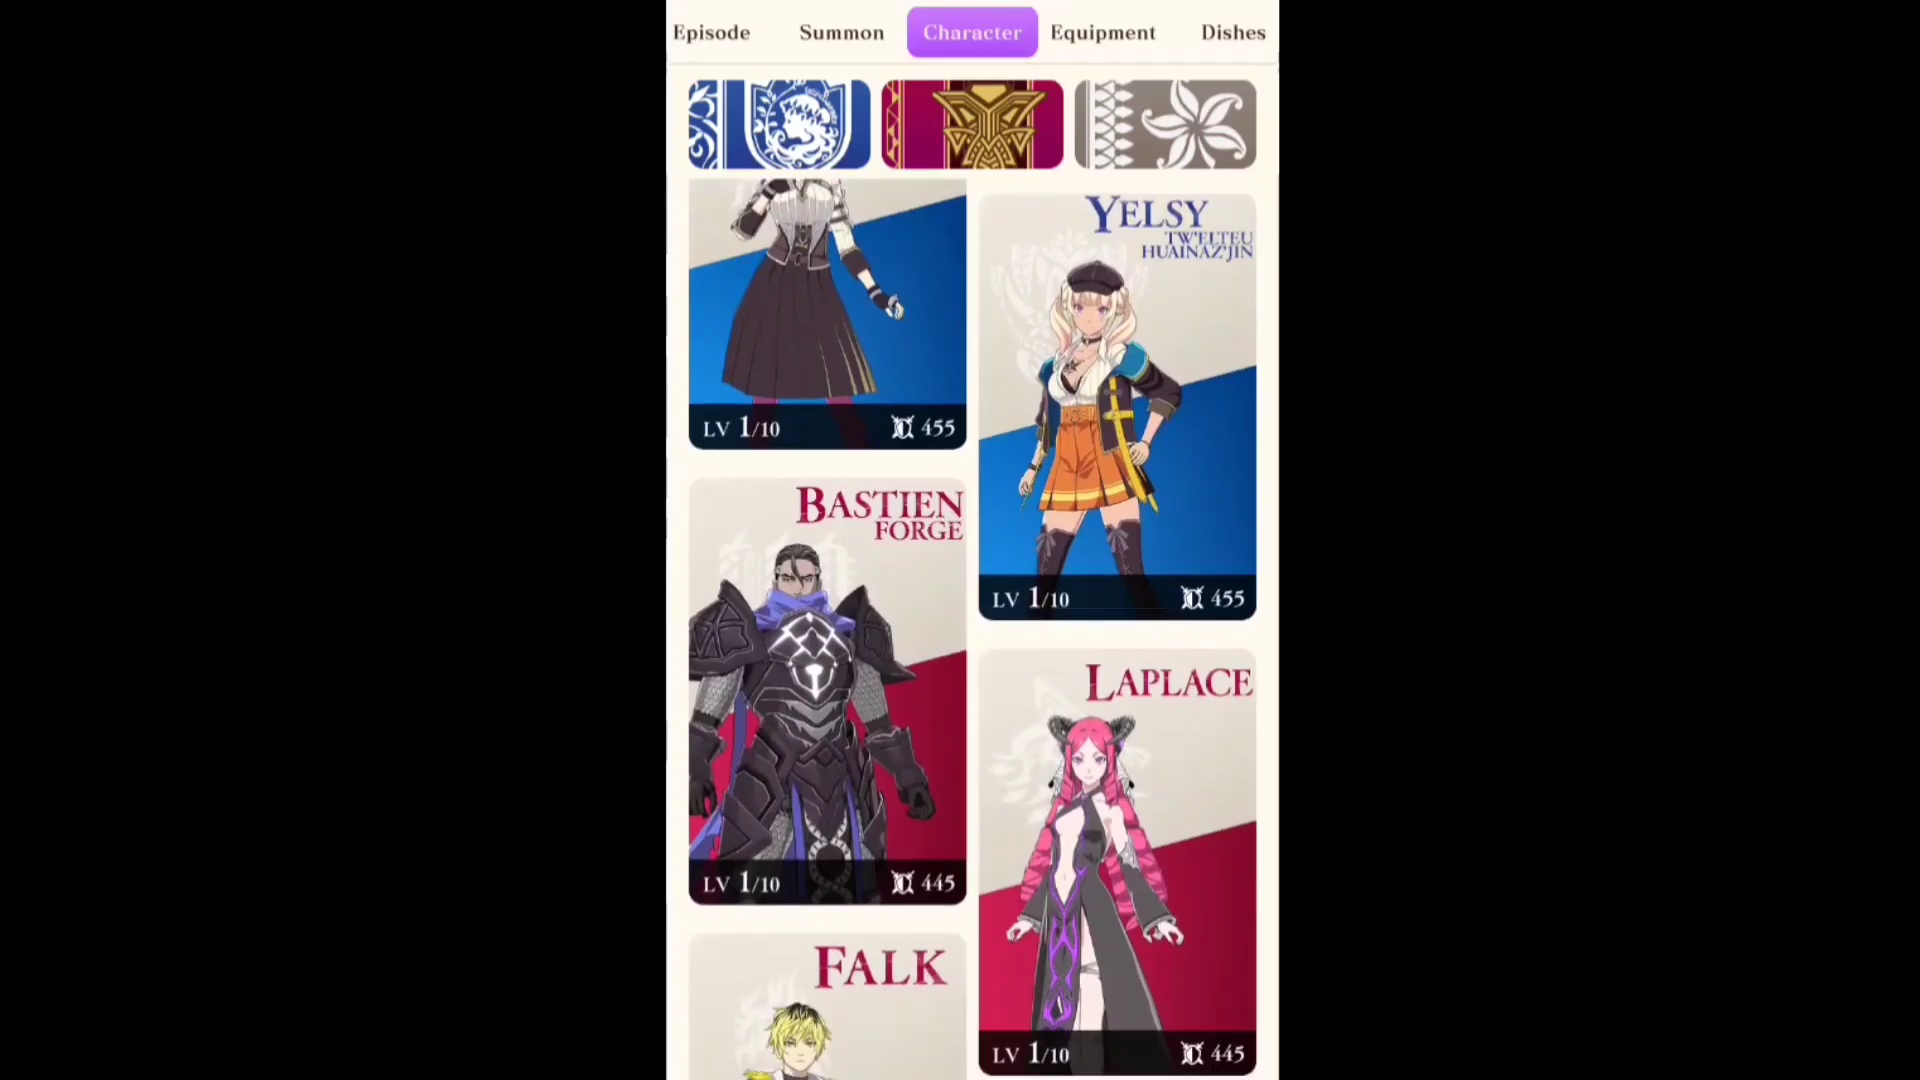 Episode
Summon
Character
Equipment
Dishes
LV 1/10
455
YELSY
TW'ELTEU
HUAINAZ'JIN
LV 1/10
455
BASTIEN
FORGE
LV 1/10
445
LAPLACE
LV 1/10
445
FALK